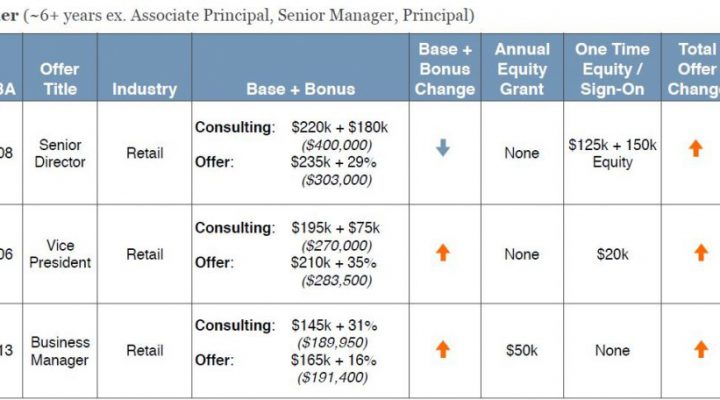 er (~6+ years ex. Associate Principal, Senior Manager, Principal)
BA
Offer
Title
Industry
Base + Bonus
Base +
Bonus
Change
Annual
Equity
Grant
One Time
Equity /
Sign-On
Total
Offer
Change
08
Senior
Director
Retail
Consulting: $220k + $180k
($400,000)
Offer: $235k + 29%
($303,000)
None
$125k + 150k
Equity
06
Vice
President
Retail
Consulting: $195k + $75k
($270,000)
Offer: $210k + 35%
($283,500)
None
$20k
13
Business
Manager
Retail
Consulting: $145k + 31%
($189,950)
Offer: $165k + 16%
($191,400)
$50k
None